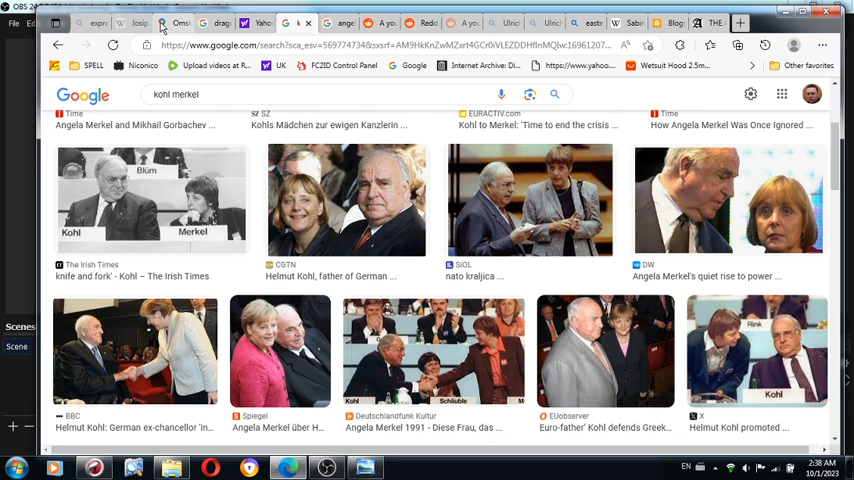 OBS 24.0
File
expre
Josip
Omsi
drag
Yaho
k
ange
A yo
Redd
A yo
Ulric
Ulric
easte
Sabir
Blog
THE
https://www.google.com/search?sca_esv=569774734&sxsrf=AM9HkKnZwMZxrt4GCr0iVLEZDDHflnMQIw:16961207...
SPELL
Niconico
Upload videos at R...
UK
FC2ID Control Panel
Google
Internet Archive: Di...
https://www.yahoo....
Wetsuit Hood 2.5m...
Other favorites
Google
kohl merkel
Time
SZ
EURACTIV.com
Time
Angela Merkel and Mikhail Gorbachev ...
Kohls Mädchen zur ewigen Kanzlerin ...
Kohl to Merkel: 'Time to end the crisis ...
How Angela Merkel Was Once Ignored ...
Blüm
Kohl
Merkel
The Irish Times
CGTN
SiOL
DW
knife and fork' - Kohl – The Irish Times
Helmut Kohl, father of German ...
nato kraljica ...
Angela Merkel's quiet rise to power ...
Rink
Kohl
Schäuble
Kohl
BBC
Spiegel
Deutschlandfunk Kultur
EUobserver
X
Helmut Kohl: German ex-chancellor 'in...
Angela Merkel über H...
Angela Merkel 1991 - Diese Frau, das ...
Euro-father' Kohl defends Greek...
Helmut Kohl promoted ...
Scenes
Scene
EN
2:38 AM
10/1/2023